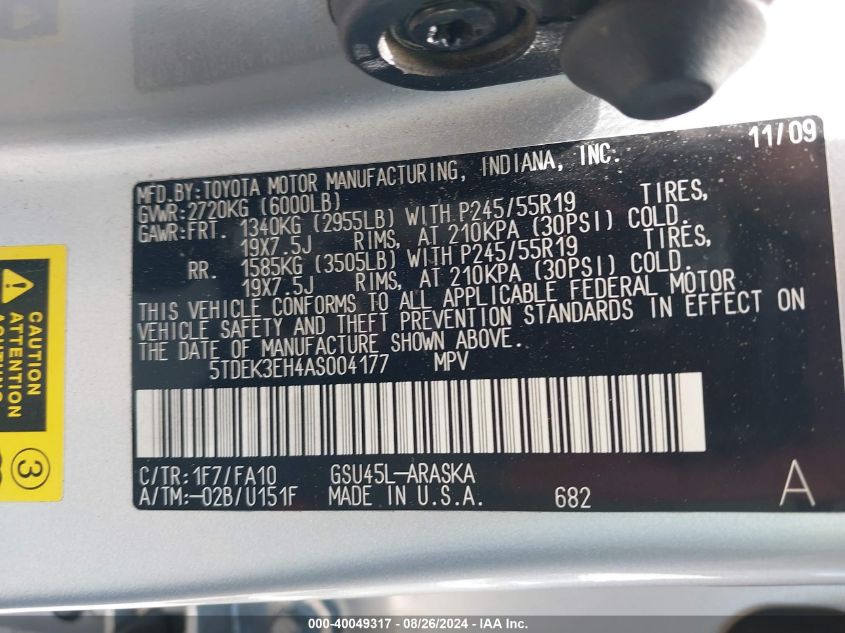 11/09
MFD.BY:TOYOTA MOTOR MANUFACTURING, INDIANA, INC.
GVWR:2720KG (6000LB)
GAWR:FRT. 1340KG (2955LB) WITH P245/55R19 TIRES,
19X7.5J RIMS, AT 210KPA (30PSI) COLD.
RR. 1585KG (3505LB) WITH P245/55R19 TIRES,
19X7.5J RIMS, AT 210KPA (30PSI) COLD.
THIS VEHICLE CONFORMS TO ALL APPLICABLE FEDERAL MOTOR
VEHICLE SAFETY AND THEFT PREVENTION STANDARDS IN EFFECT ON
THE DATE OF MANUFACTURE SHOWN ABOVE.
5TDEK3EH4AS004177 MPV
C/TR:1F7/FA10 GSU45L-ARASKA
A/TM:-02B/U151F MADE IN U.S.A. 682 A
CAUTION
3
000-40049317 - 08/26/2024 - IAA Inc.